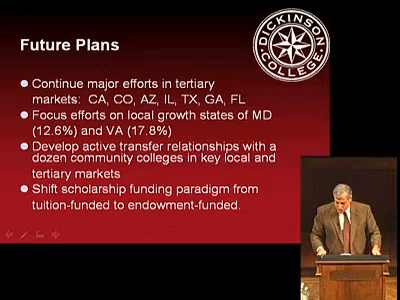 DICKINSON
COLLEGE
Future Plans
Continue major efforts in tertiary
markets: CA, CO, AZ, IL, TX, GA, FL
Focus efforts on local growth states of MD
(12.6%) and VA (17.8%)
Develop active transfer relationships with a
dozen community colleges in key local and
tertiary markets
Shift scholarship funding paradigm from
tuition-funded to endowment-funded.